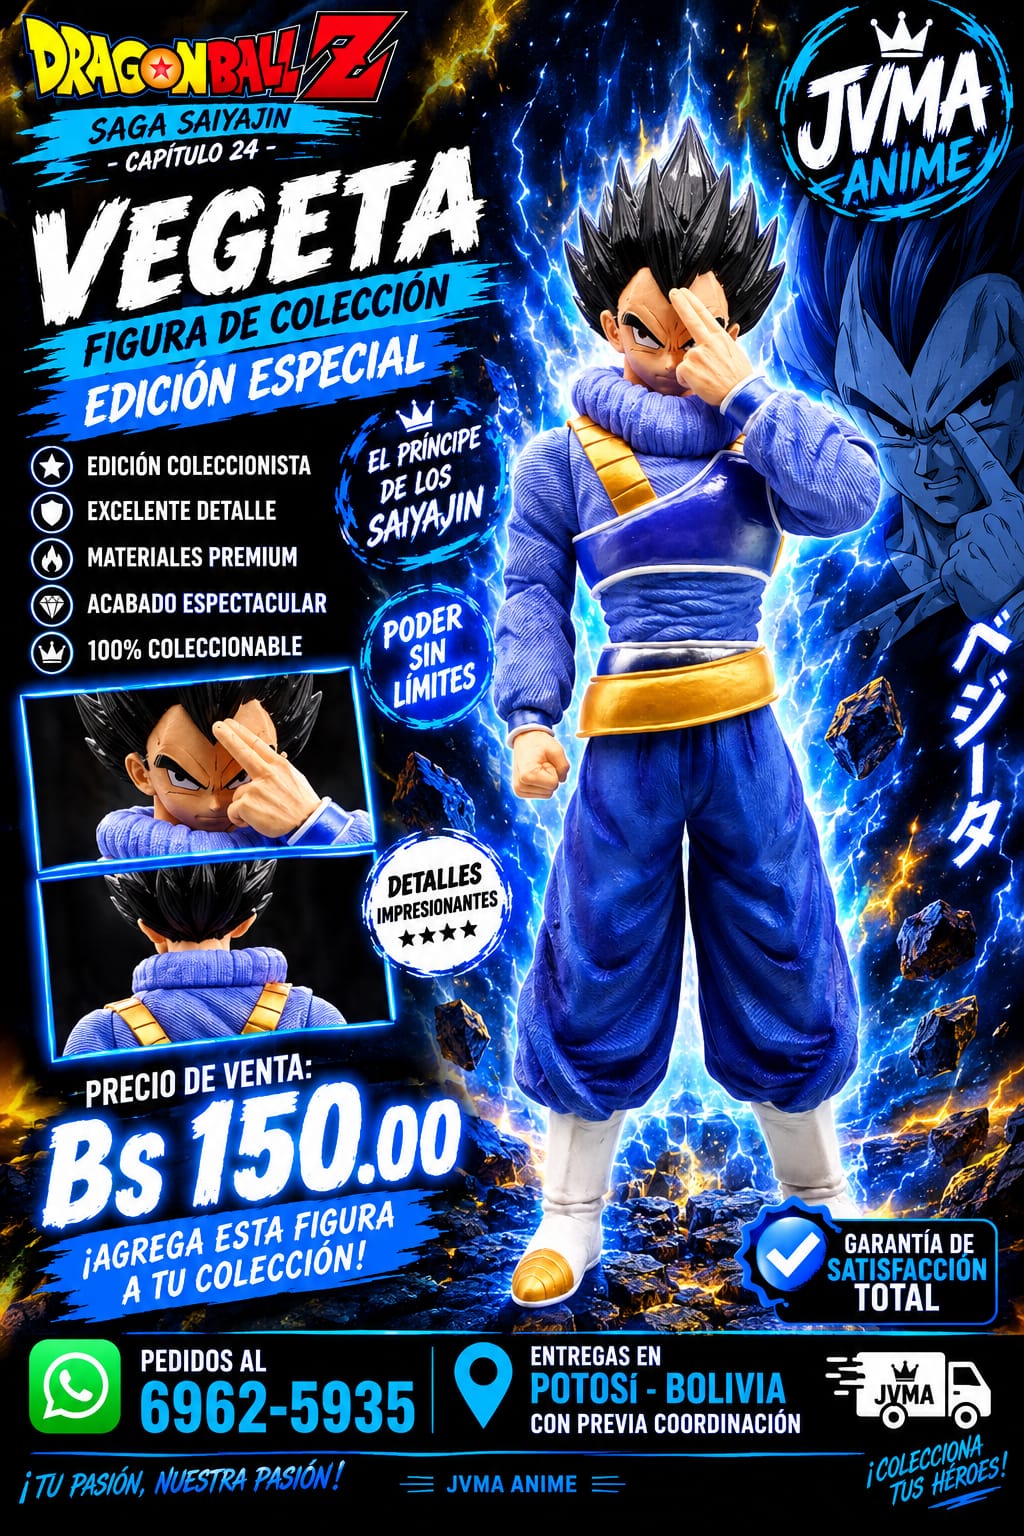 DRAGON BALL Z
SAGA SAIYAJIN
- CAPÍTULO 24 -
JVMA
ANIME
VEGETA
FIGURA DE COLECCIÓN
EDICIÓN ESPECIAL
EDICIÓN COLECCIONISTA
EXCELENTE DETALLE
MATERIALES PREMIUM
ACABADO ESPECTACULAR
100% COLECCIONABLE
EL PRÍNCIPE
DE LOS
SAIYAJIN
PODER
SIN
LÍMITES
ベジータ
DETALLES
IMPRESIONANTES
PRECIO DE VENTA:
Bs 150.00
¡AGREGA ESTA FIGURA
A TU COLECCIÓN!
GARANTÍA DE
SATISFACCIÓN
TOTAL
PEDIDOS AL
6962-5935
ENTREGAS EN
POTOSÍ - BOLIVIA
CON PREVIA COORDINACIÓN
JVMA
¡TU PASIÓN, NUESTRA PASIÓN!
JVMA ANIME
¡COLECCIONA
TUS HÉROES!